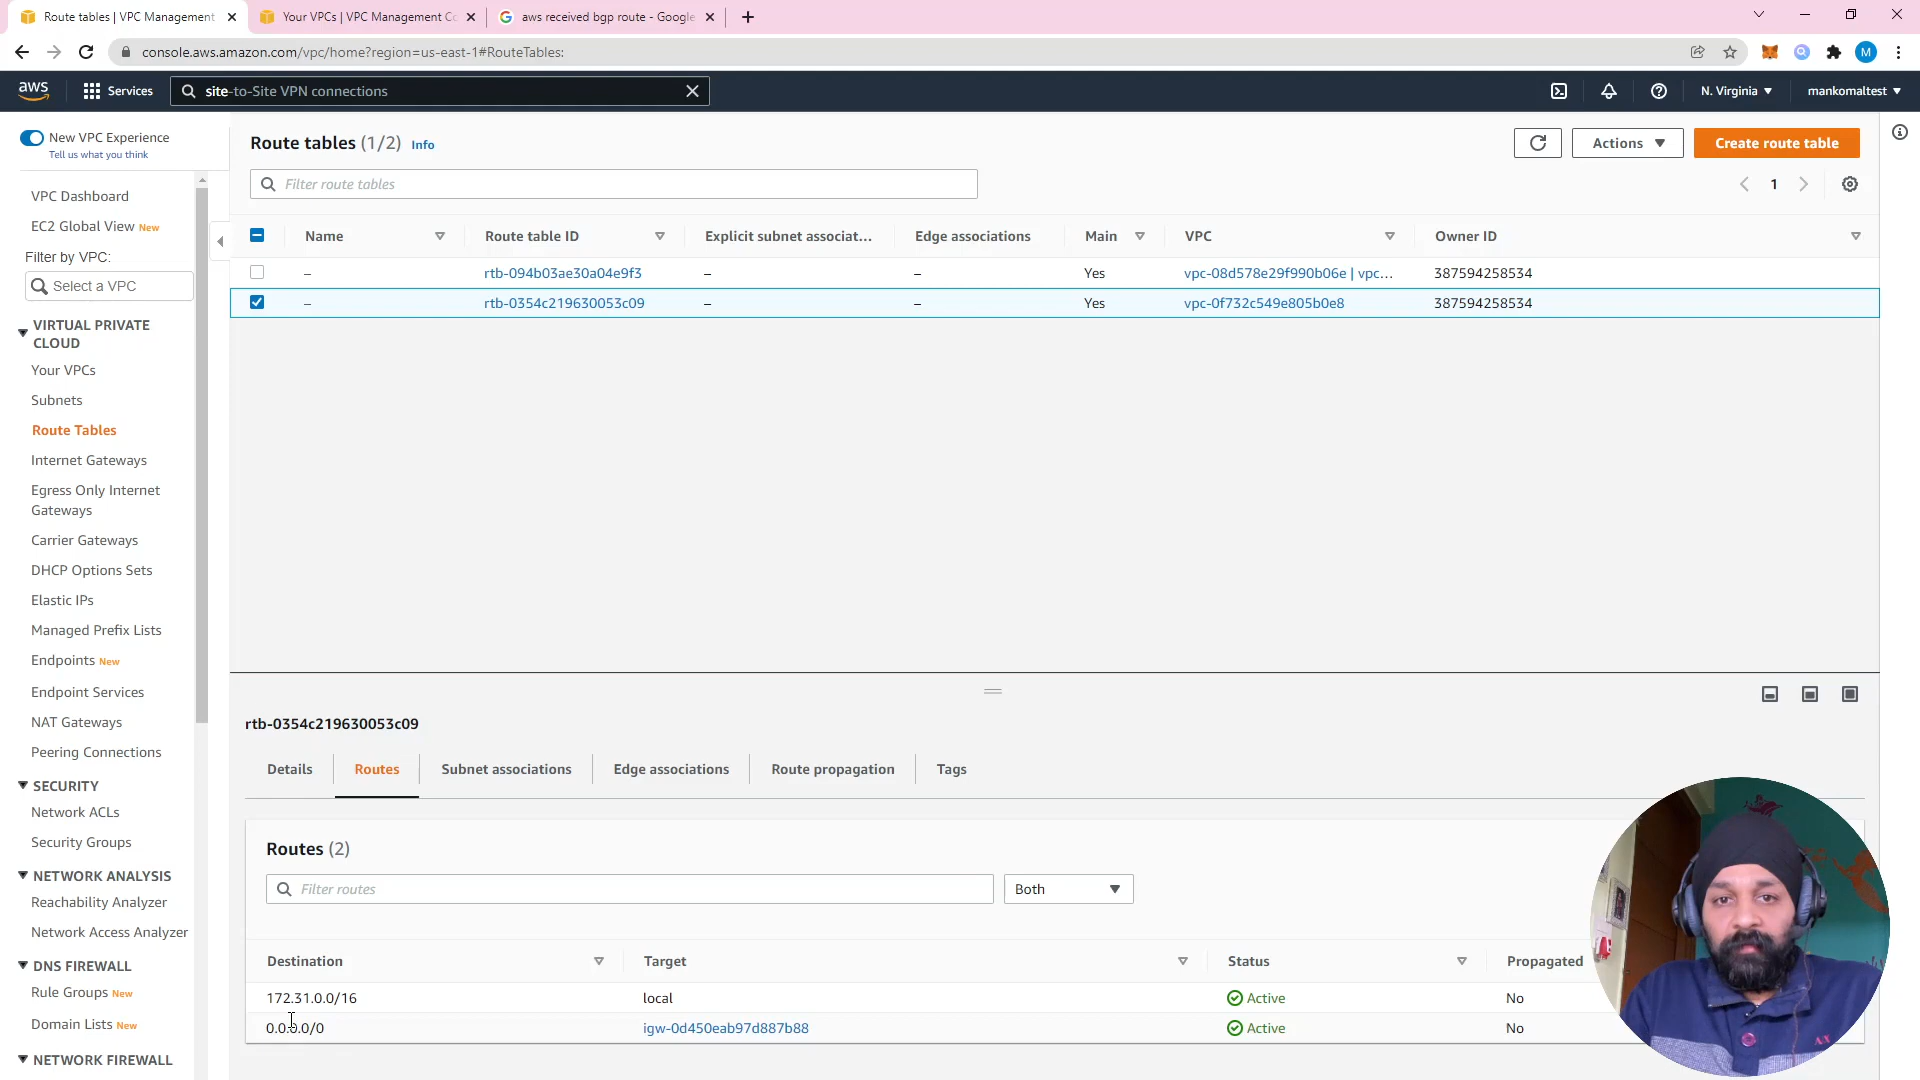 Route tables | VPC Management
Your VPCs | VPC Management Co
aws received bgp route - Google
console.aws.amazon.com/vpc/home?region=us-east-1#RouteTables:
M
aws
Services
site-to-Site VPN connections
N. Virginia
mankomaltest
New VPC Experience
Tell us what you think
VPC Dashboard
EC2 Global View New
Filter by VPC:
Select a VPC
VIRTUAL PRIVATE
CLOUD
Your VPCs
Subnets
Route Tables
Internet Gateways
Egress Only Internet
Gateways
Carrier Gateways
DHCP Options Sets
Elastic IPs
Managed Prefix Lists
Endpoints New
Endpoint Services
NAT Gateways
Peering Connections
SECURITY
Network ACLs
Security Groups
NETWORK ANALYSIS
Reachability Analyzer
Network Access Analyzer
DNS FIREWALL
Rule Groups New
Domain Lists New
NETWORK FIREWALL
Route tables (1/2) Info
Actions
Create route table
Filter route tables
1
Name Route table ID Explicit subnet associat... Edge associations Main VPC Owner ID
– rtb-094b03ae30a04e9f3 – – Yes vpc-08d578e29f990b06e | vpc... 387594258534
– rtb-0354c219630053c09 – – Yes vpc-0f732c549e805b0e8 387594258534
rtb-0354c219630053c09
Details Routes Subnet associations Edge associations Route propagation Tags
Routes (2)
Filter routes
Both
Destination Target Status Propagated
172.31.0.0/16 local Active No
0.0.0.0/0 igw-0d450eab97d887b88 Active No